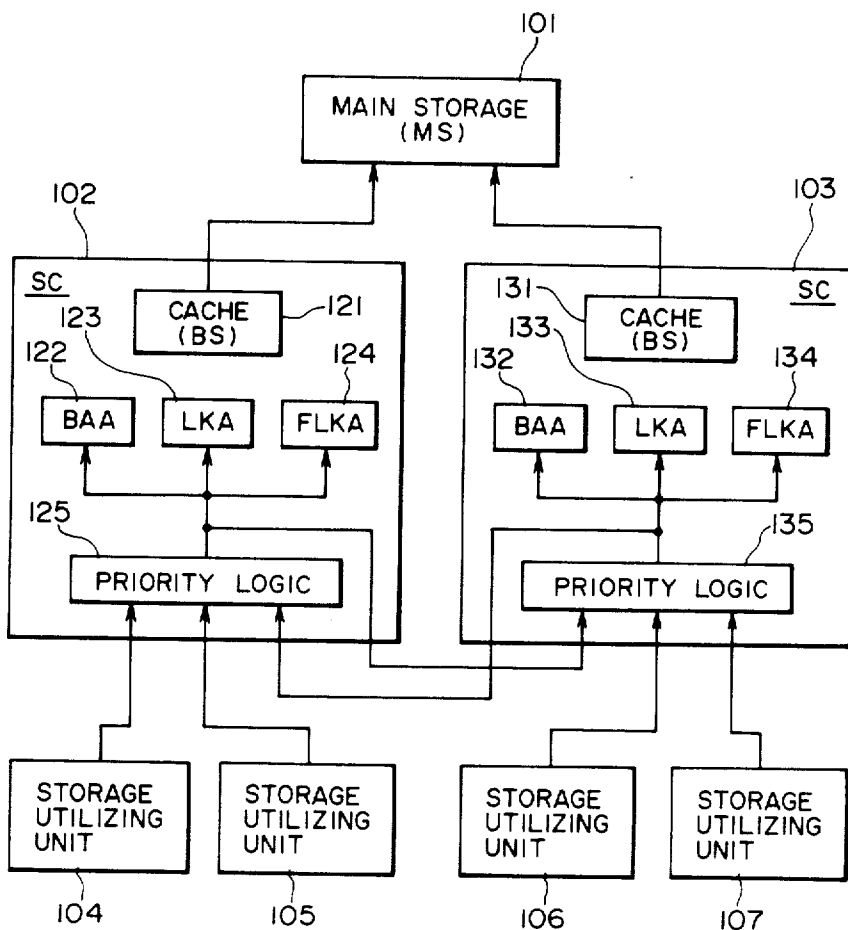 101
MAIN STORAGE
(MS)
102
103
SC
SC
CACHE
(BS)
121
131
CACHE
(BS)
123
133
122
124
132
134
BAA
LKA
FLKA
BAA
LKA
FLKA
125
135
PRIORITY LOGIC
PRIORITY LOGIC
STORAGE
UTILIZING
UNIT
STORAGE
UTILIZING
UNIT
STORAGE
UTILIZING
UNIT
STORAGE
UTILIZING
UNIT
104
105
106
107